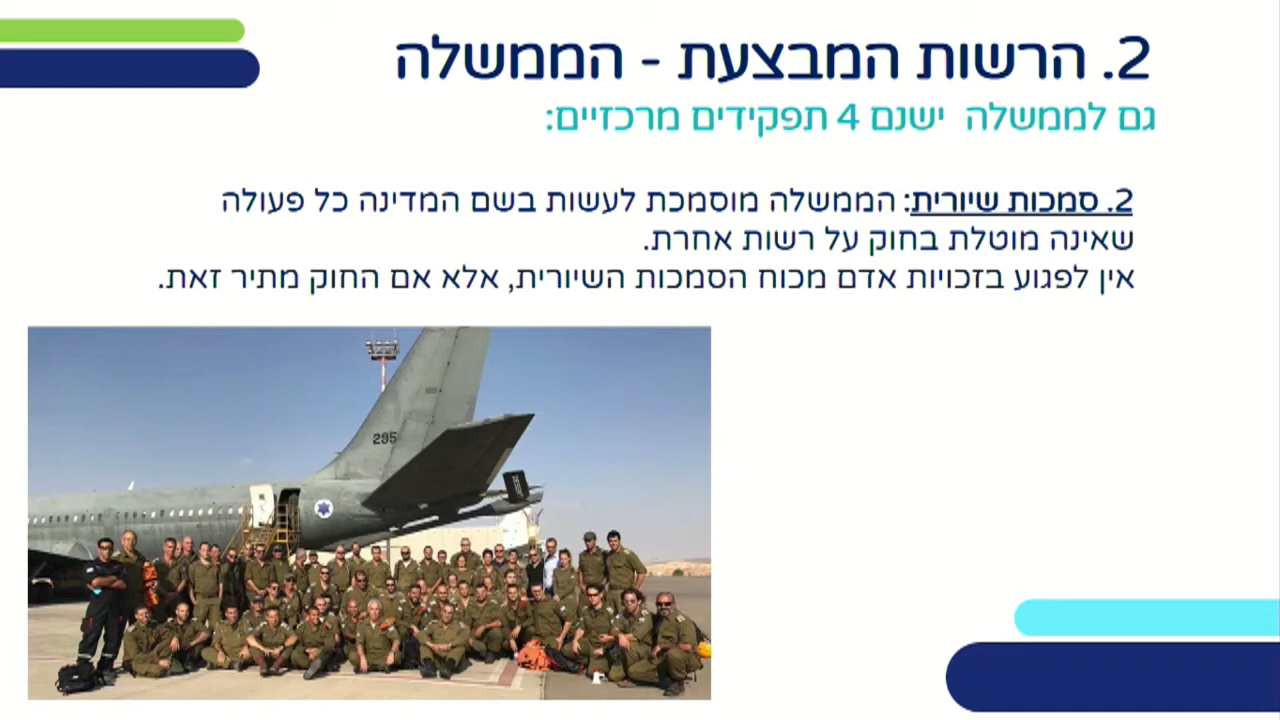 2. הרשות המבצעת - הממשלה
גם לממשלה ישנם 4 תפקידים מרכזיים:
2. סמכות שיורית: הממשלה מוסמכת לעשות בשם המדינה כל פעולה
שאינה מוטלת בחוק על רשות אחרת.
אין לפגוע בזכויות אדם מכוח הסמכות השיורית, אלא אם החוק מתיר זאת.
295